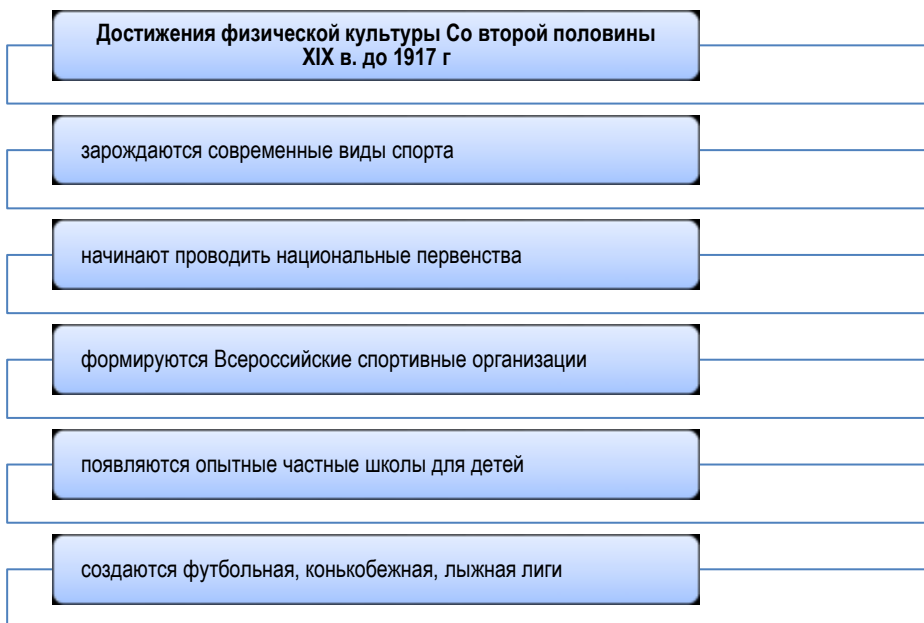 Достижения физической культуры Со второй половины
XIX в. до 1917 г
зарождаются современные виды спорта
начинают проводить национальные первенства
формируются Всероссийские спортивные организации
появляются опытные частные школы для детей
создаются футбольная, конькобежная, лыжная лиги